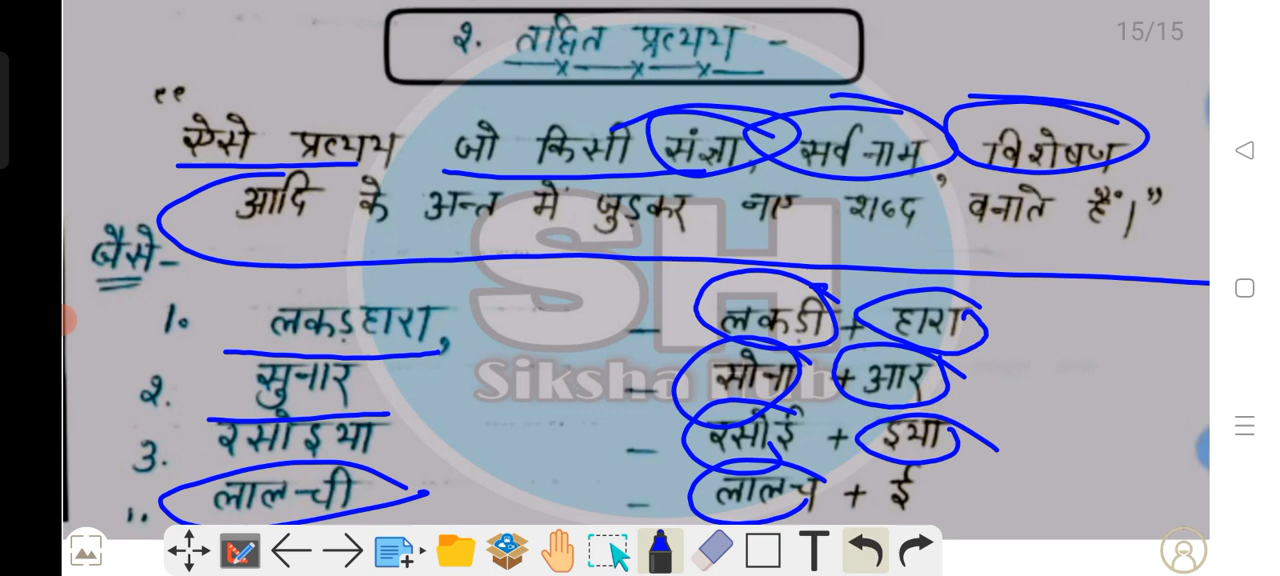 15/15
२. तद्धित प्रत्यय -
“ऐसे प्रत्यय जो किसी संज्ञा, सर्वनाम, विशेषण
आदि के अन्त में जुड़कर नए शब्द बनाते हैं।”
जैसे-
1. लकड़हारा, - लकड़ी + हारा
२. सुनार - सोना + आर
3. रसोइया - रसोई + इया
लालची - लालच + ई
SH
Siksha Hub
T